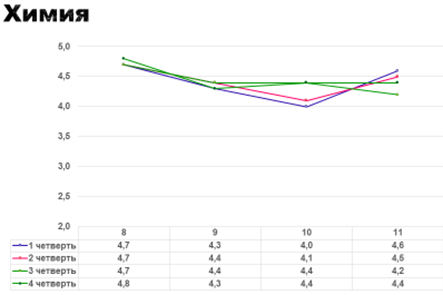 Химия
5,0
4,5
4,0
3,5
3,0
2,5
2,0
8 9 10 11
1 четверть 4,7 4,3 4,0 4,6
2 четверть 4,7 4,4 4,1 4,5
3 четверть 4,7 4,4 4,4 4,2
4 четверть 4,8 4,3 4,4 4,4